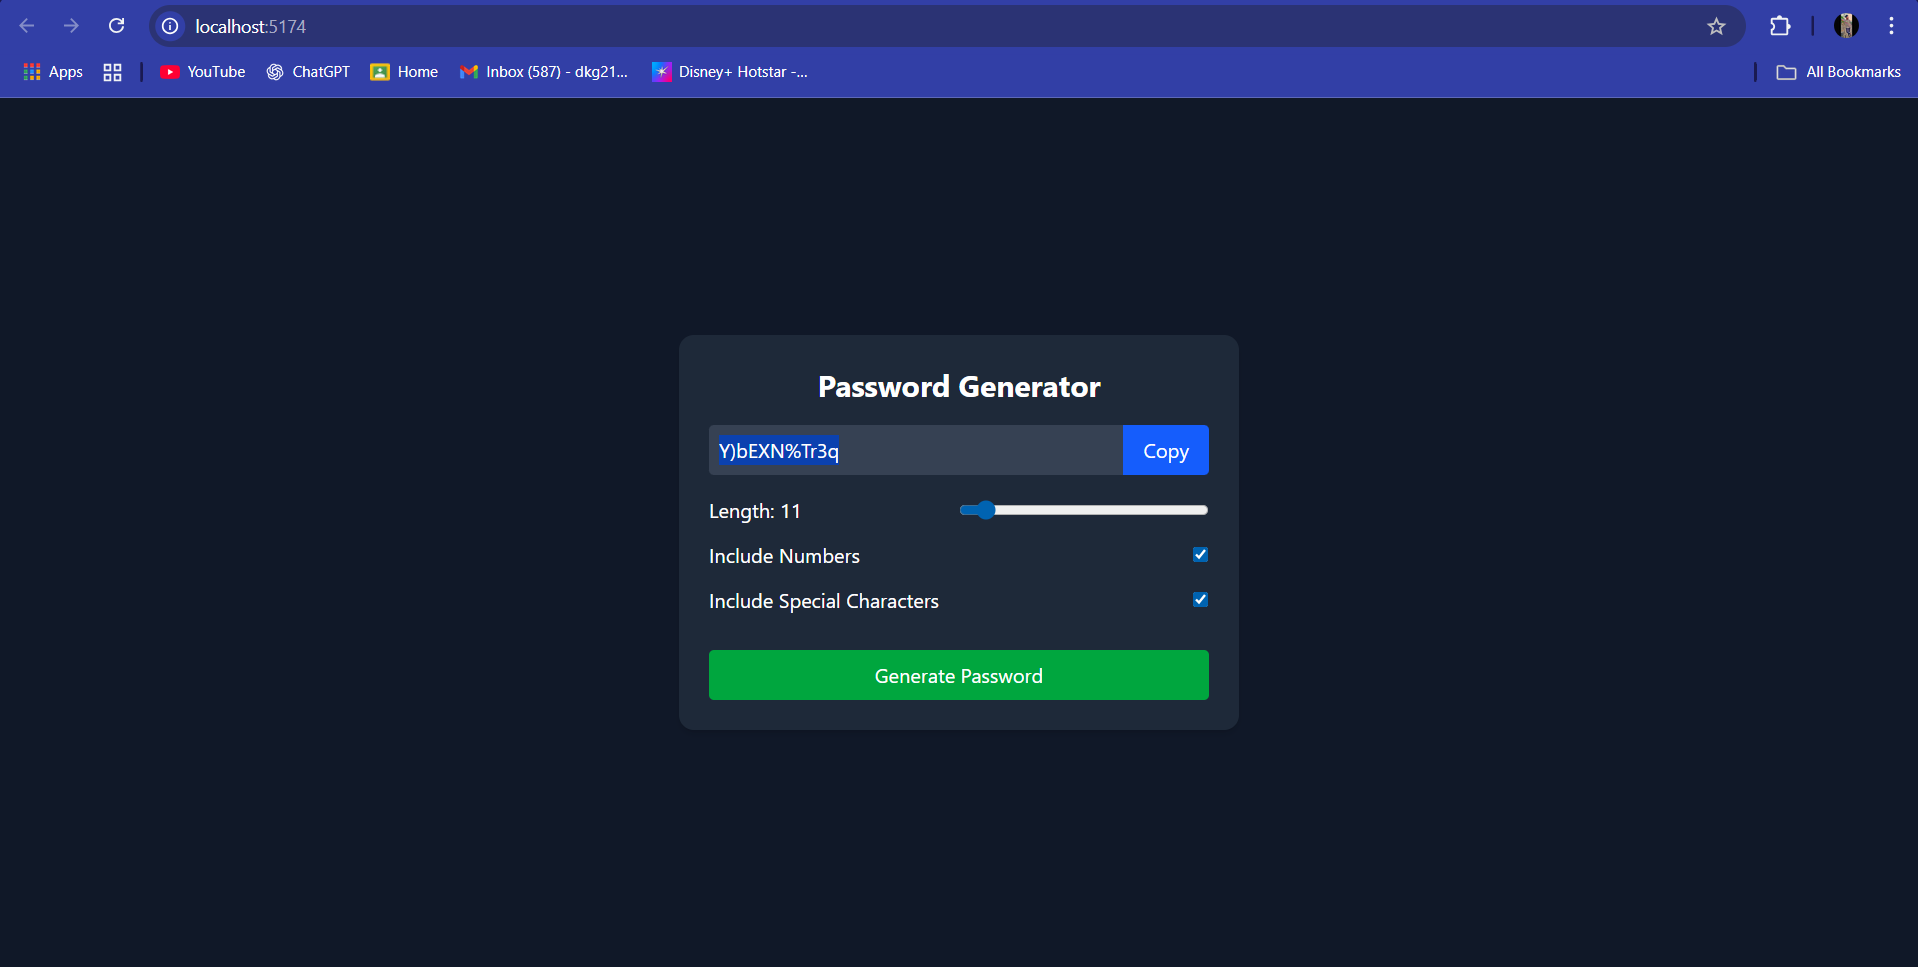 localhost:5174
Apps YouTube ChatGPT Home Inbox (587) - dkg21... Disney+ Hotstar -... All Bookmarks
Password Generator
Y)bEXN%Tr3q Copy
Length: 11
Include Numbers
Include Special Characters
Generate Password